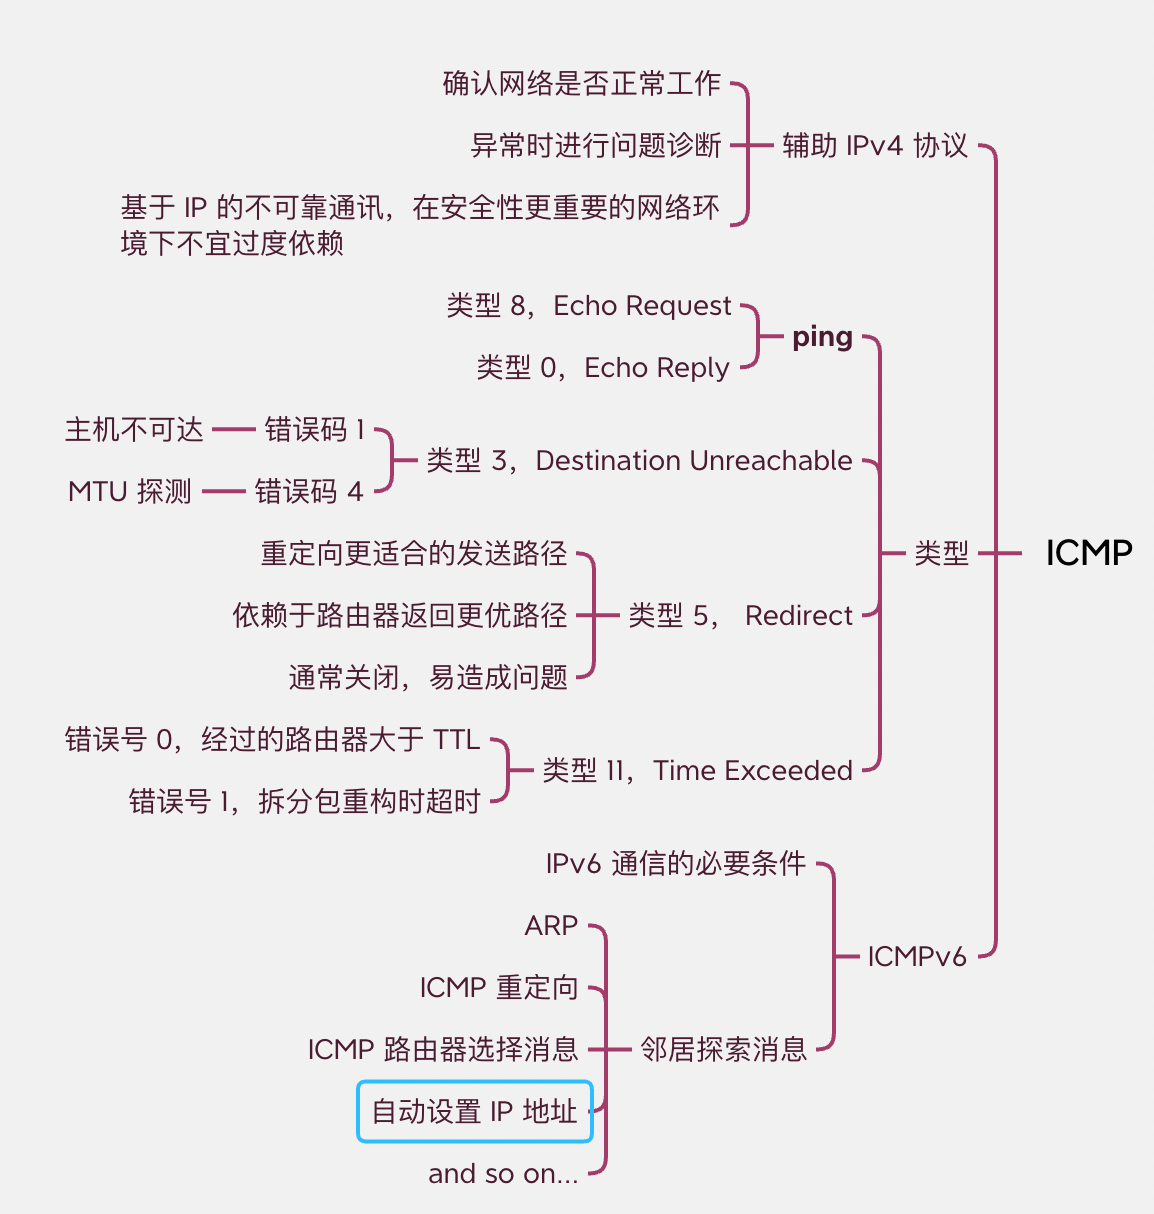 确认网络是否正常工作
异常时进行问题诊断
辅助 IPv4 协议
基于 IP 的不可靠通讯，在安全性更重要的网络环
境下不宜过度依赖
类型 8，Echo Request
ping
类型 0，Echo Reply
主机不可达
错误码 1
类型 3，Destination Unreachable
MTU 探测
错误码 4
重定向更适合的发送路径
类型
ICMP
依赖于路由器返回更优路径
类型 5， Redirect
通常关闭，易造成问题
错误号 0，经过的路由器大于 TTL
类型 11，Time Exceeded
错误号 1，拆分包重构时超时
IPv6 通信的必要条件
ARP
ICMPv6
ICMP 重定向
ICMP 路由器选择消息
邻居探索消息
自动设置 IP 地址
and so on...